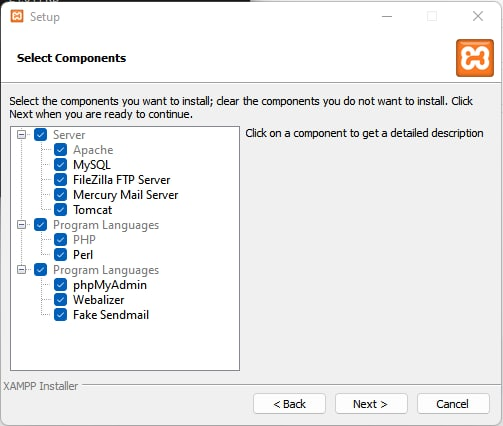 Setup
Select Components
Select the components you want to install; clear the components you do not want to install. Click
Next when you are ready to continue.
Server
Apache
MySQL
FileZilla FTP Server
Mercury Mail Server
Tomcat
Program Languages
PHP
Perl
Program Languages
phpMyAdmin
Webalizer
Fake Sendmail
Click on a component to get a detailed description
XAMPP Installer
< Back
Next >
Cancel